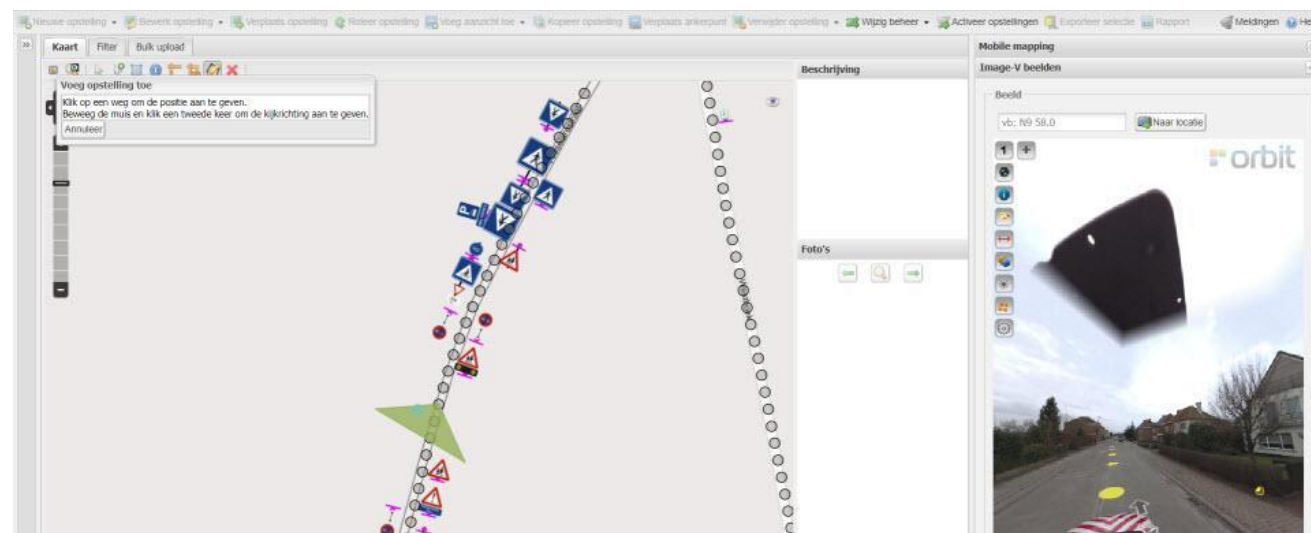 Nieuwe opstelling Bewerk opstelling Verplaats opstelling Roteer opstelling Voeg aanzicht toe Kopieer opstelling Verplaats ankerpunt Verwijder opstelling Wijzig beheer Activeer opstellingen Exporteer selectie Rapport Meldingen He
Kaart Filter Bulk upload
Mobile mapping
Voeg opstelling toe
Klik op een weg om de positie aan te geven.
Beweeg de muis en klik een tweede keer om de kijkrichting aan te geven.
Annuleer
Beschrijving
Foto's
Image-V beelden
Beeld
vb: N9 58.0 Naar locatie
1
orbit
P